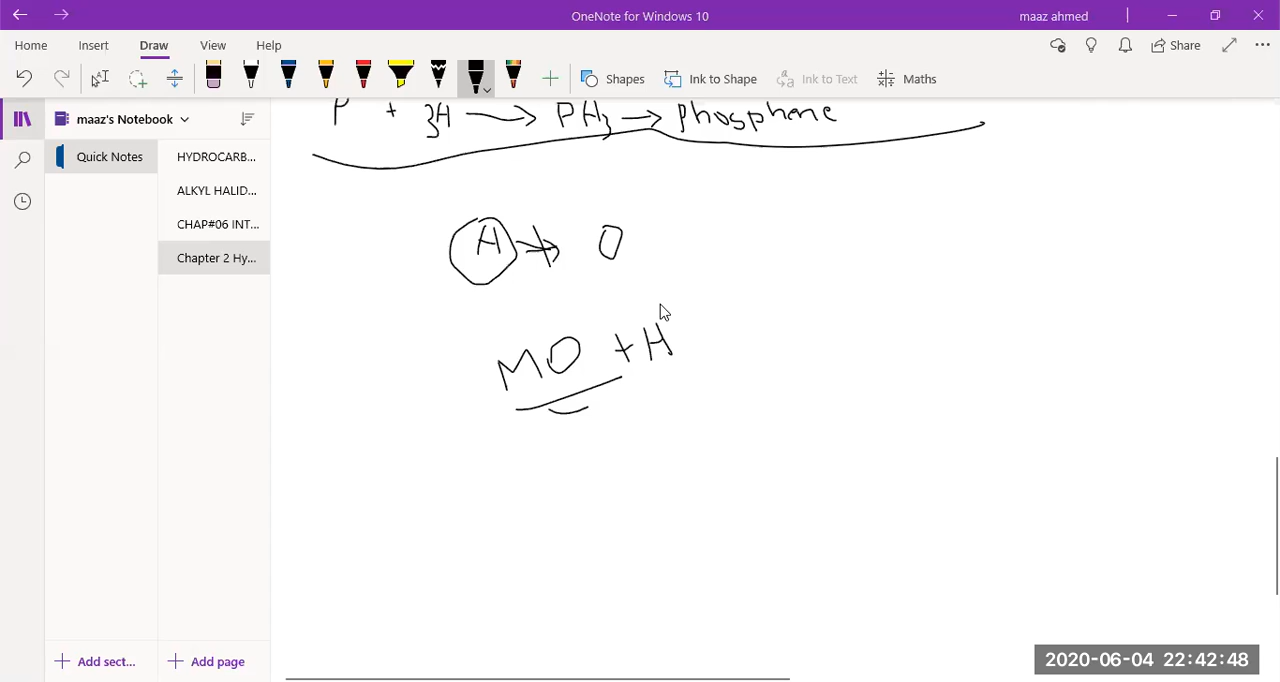 OneNote for Windows 10
maaz ahmed
Home Insert Draw View Help
Share
Shapes Ink to Shape Ink to Text Maths
maaz's Notebook
Quick Notes
HYDROCARB...
ALKYL HALID...
CHAP#06 INT...
Chapter 2 Hy...
P + 3H → PH3 → Phosphene
H → O
MO + H
Add sect...
Add page
2020-06-04 22:42:48